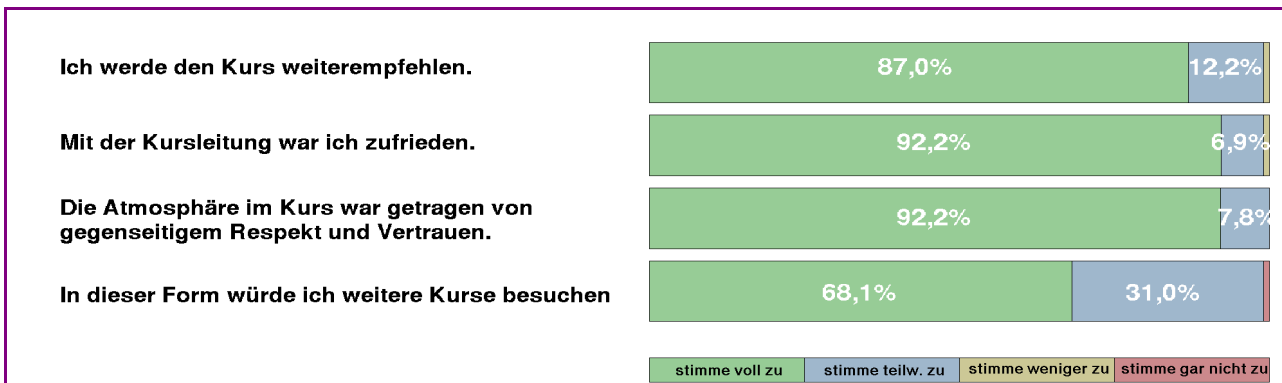 Ich werde den Kurs weiterempfehlen.
87,0%
12,2%
Mit der Kursleitung war ich zufrieden.
92,2%
6,9%
Die Atmosphäre im Kurs war getragen von
gegenseitigem Respekt und Vertrauen.
92,2%
7,8%
In dieser Form würde ich weitere Kurse besuchen
68,1%
31,0%
stimme voll zu
stimme teilw. zu
stimme weniger zu
stimme gar nicht zu